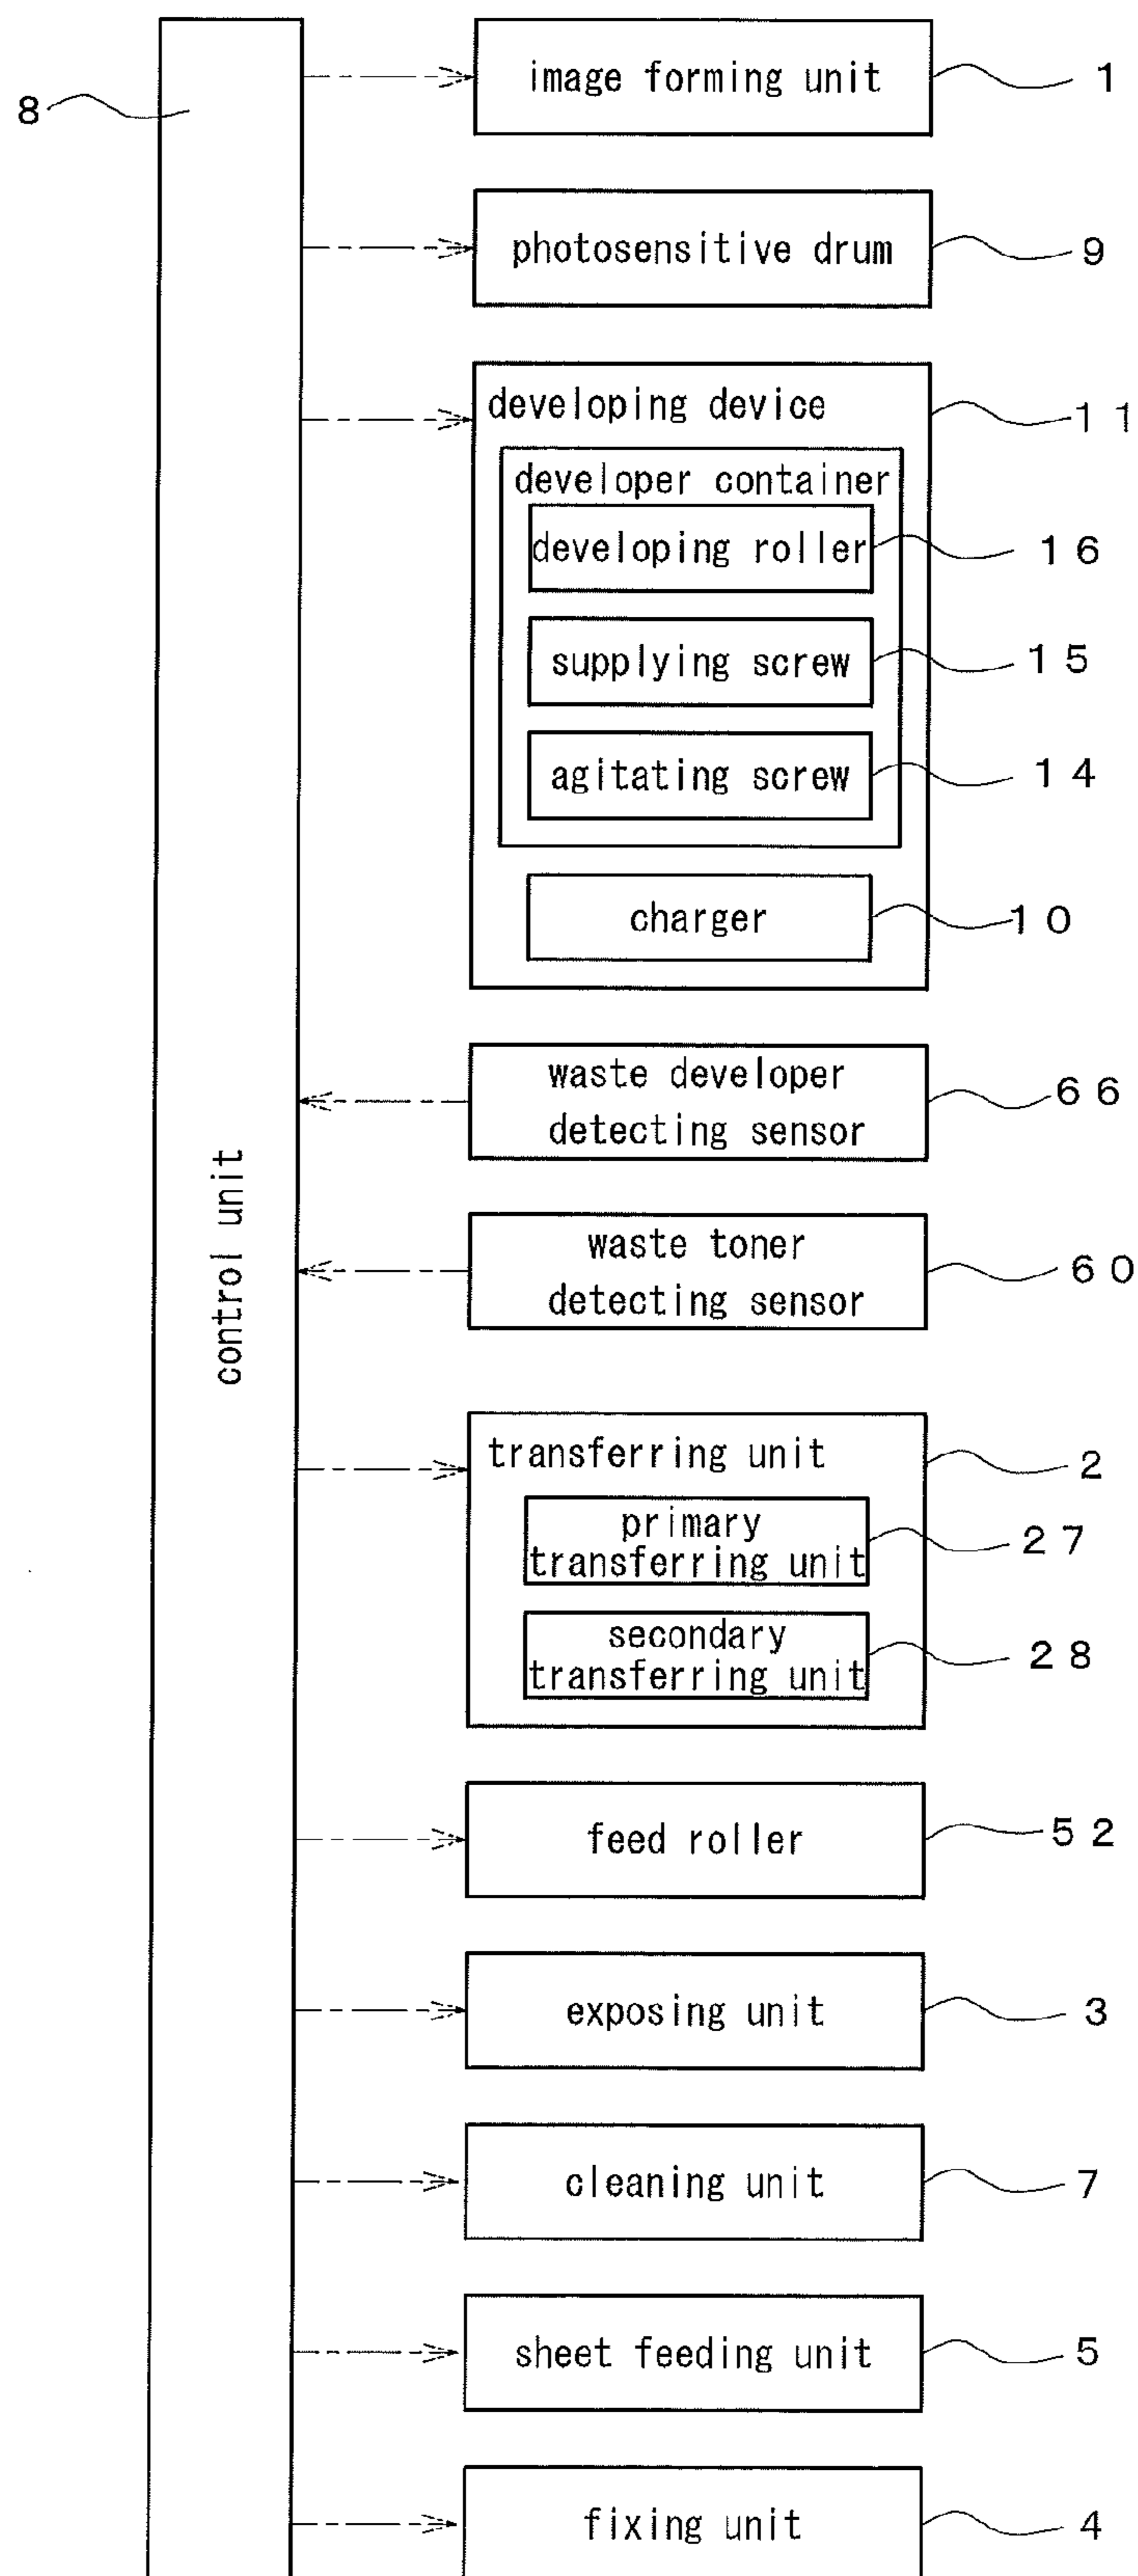 8
control unit
image forming unit
1
photosensitive drum
9
developing device
11
developer container
developing roller
16
supplying screw
15
agitating screw
14
charger
10
waste developer
detecting sensor
66
waste toner
detecting sensor
60
transferring unit
2
primary
transferring unit
27
secondary
transferring unit
28
feed roller
52
exposing unit
3
cleaning unit
7
sheet feeding unit
5
fixing unit
4